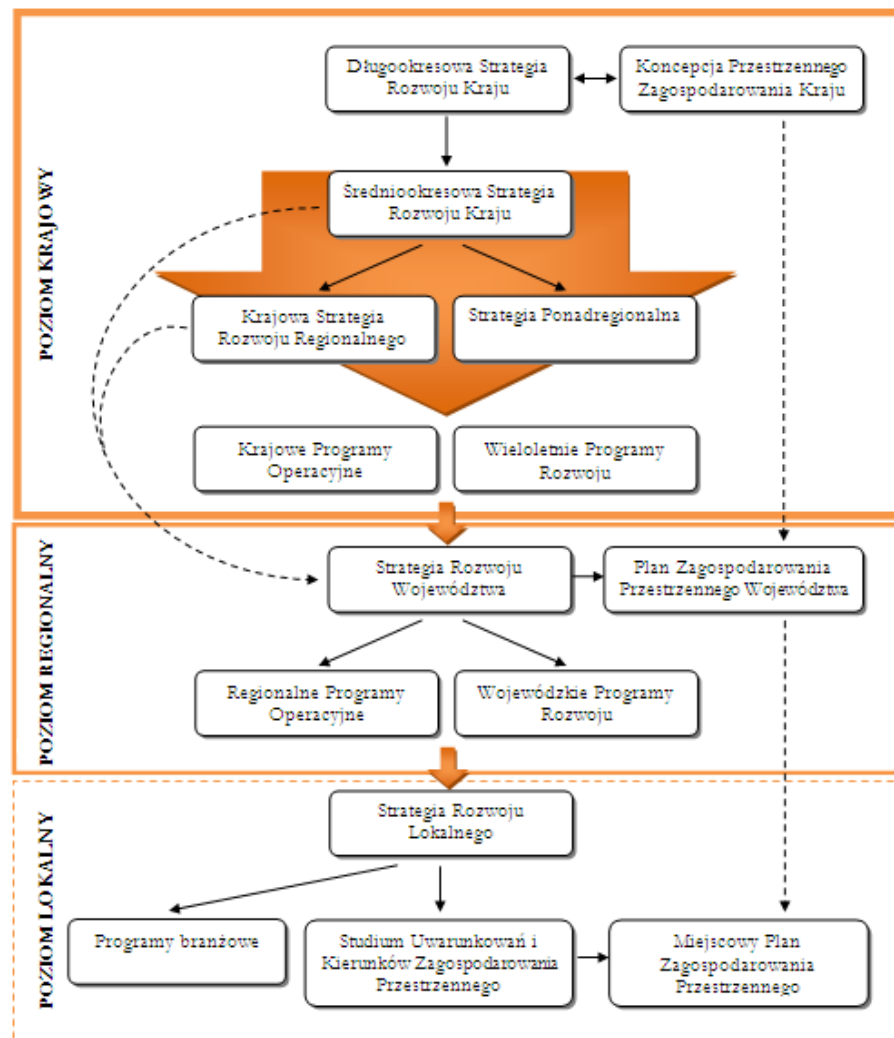 POZIOM KRAJOWY
Długookresowa Strategia
Rozwoju Kraju
Koncepcja Przestrzennego
Zagospodarowania Kraju
Średniookresowa Strategia
Rozwoju Kraju
Krajowa Strategia
Rozwoju Regionalnego
Strategia Ponadregionalna
Krajowe Programy
Operacyjne
Wieloletnie Programy
Rozwoju
POZIOM REGIONALNY
Strategia Rozwoju
Województwa
Plan Zagospodarowania
Przestrzennego Województwa
Regionalne Programy
Operacyjne
Wojewódzkie Programy
Rozwoju
POZIOM LOKALNY
Strategia Rozwoju
Lokalnego
Programy branżowe
Studium Uwarunkowań i
Kierunków Zagospodarowania
Przestrzennego
Miejscowy Plan
Zagospodarowania
Przestrzennego